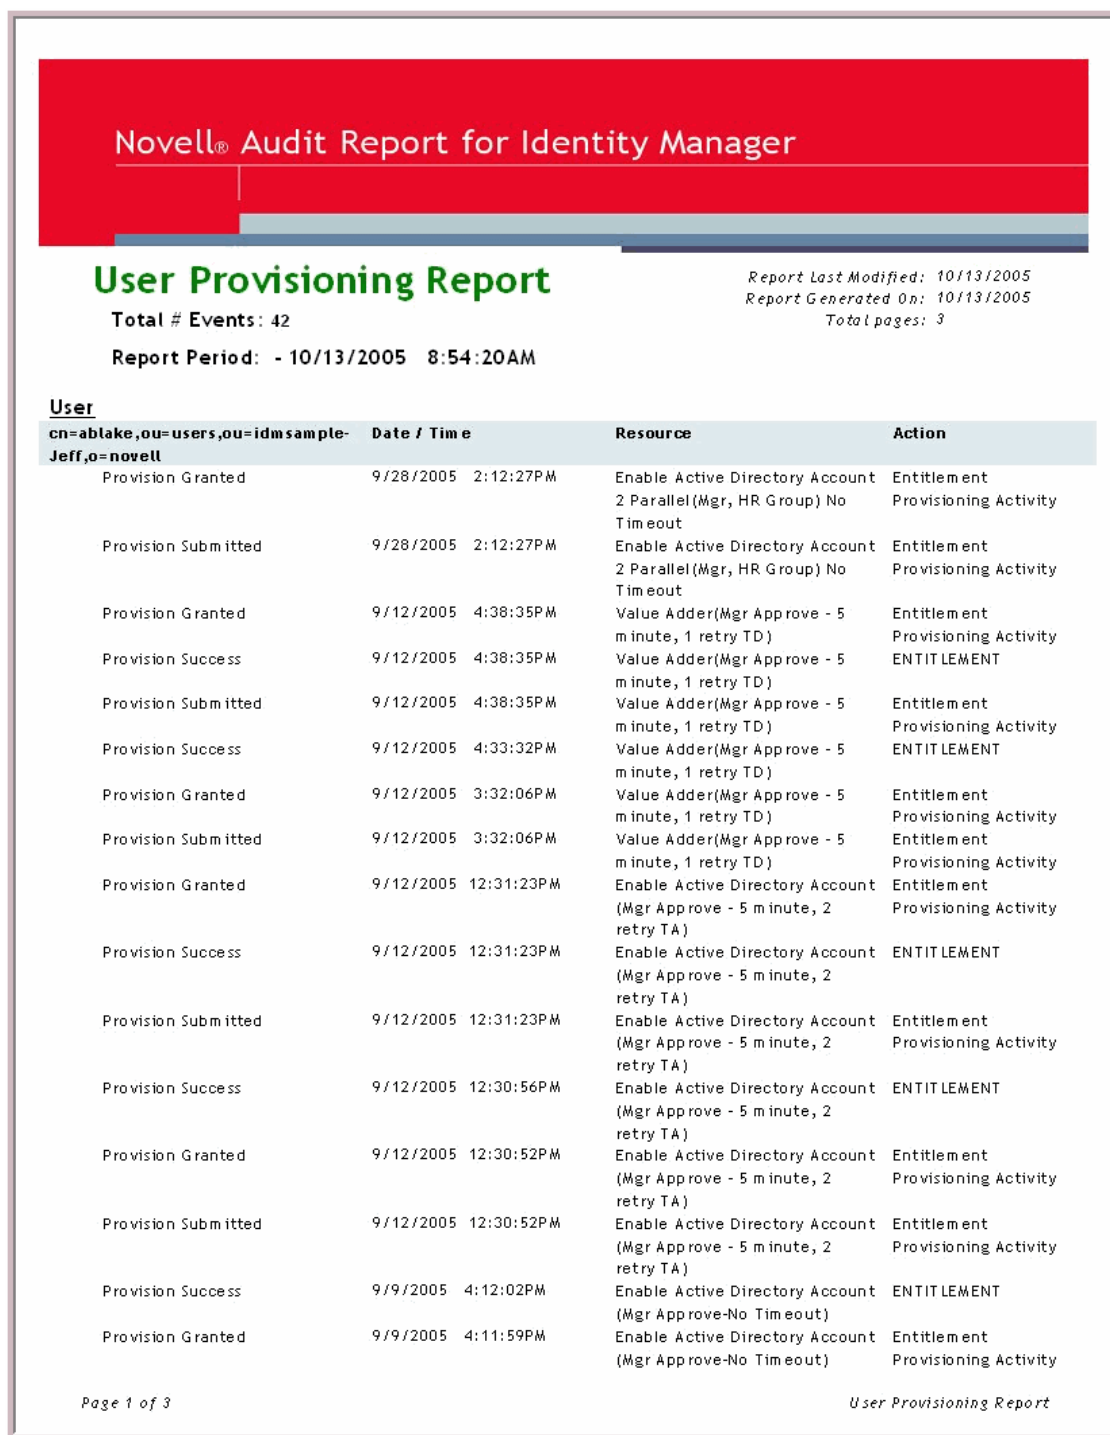 Novell® Audit Report for Identity Manager
User Provisioning Report
Report Last Modified: 10/13/2005
Report Generated On: 10/13/2005
Total pages: 3
Total # Events: 42
Report Period: - 10/13/2005 8:54:20AM
User
cn=ablake,ou=users,ou=idmsample- Date / Time Resource Action
Jeff,o=novell
Provision Granted 9/28/2005 2:12:27PM Enable Active Directory Account Entitlement
2 Parallel(Mgr, HR Group) No Provisioning Activity
Timeout
Provision Submitted 9/28/2005 2:12:27PM Enable Active Directory Account Entitlement
2 Parallel(Mgr, HR Group) No Provisioning Activity
Timeout
Provision Granted 9/12/2005 4:38:35PM Value Adder(Mgr Approve - 5 Entitlement
minute, 1 retry TD) Provisioning Activity
Provision Success 9/12/2005 4:38:35PM Value Adder(Mgr Approve - 5 ENTITLEMENT
minute, 1 retry TD)
Provision Submitted 9/12/2005 4:38:35PM Value Adder(Mgr Approve - 5 Entitlement
minute, 1 retry TD) Provisioning Activity
Provision Success 9/12/2005 4:33:32PM Value Adder(Mgr Approve - 5 ENTITLEMENT
minute, 1 retry TD)
Provision Granted 9/12/2005 3:32:06PM Value Adder(Mgr Approve - 5 Entitlement
minute, 1 retry TD) Provisioning Activity
Provision Submitted 9/12/2005 3:32:06PM Value Adder(Mgr Approve - 5 Entitlement
minute, 1 retry TD) Provisioning Activity
Provision Granted 9/12/2005 12:31:23PM Enable Active Directory Account Entitlement
(Mgr Approve - 5 minute, 2 Provisioning Activity
retry TA)
Provision Success 9/12/2005 12:31:23PM Enable Active Directory Account ENTITLEMENT
(Mgr Approve - 5 minute, 2
retry TA)
Provision Submitted 9/12/2005 12:31:23PM Enable Active Directory Account Entitlement
(Mgr Approve - 5 minute, 2 Provisioning Activity
retry TA)
Provision Success 9/12/2005 12:30:56PM Enable Active Directory Account ENTITLEMENT
(Mgr Approve - 5 minute, 2
retry TA)
Provision Granted 9/12/2005 12:30:52PM Enable Active Directory Account Entitlement
(Mgr Approve - 5 minute, 2 Provisioning Activity
retry TA)
Provision Submitted 9/12/2005 12:30:52PM Enable Active Directory Account Entitlement
(Mgr Approve - 5 minute, 2 Provisioning Activity
retry TA)
Provision Success 9/9/2005 4:12:02PM Enable Active Directory Account ENTITLEMENT
(Mgr Approve-No Timeout)
Provision Granted 9/9/2005 4:11:59PM Enable Active Directory Account Entitlement
(Mgr Approve-No Timeout) Provisioning Activity
Page 1 of 3 User Provisioning Report